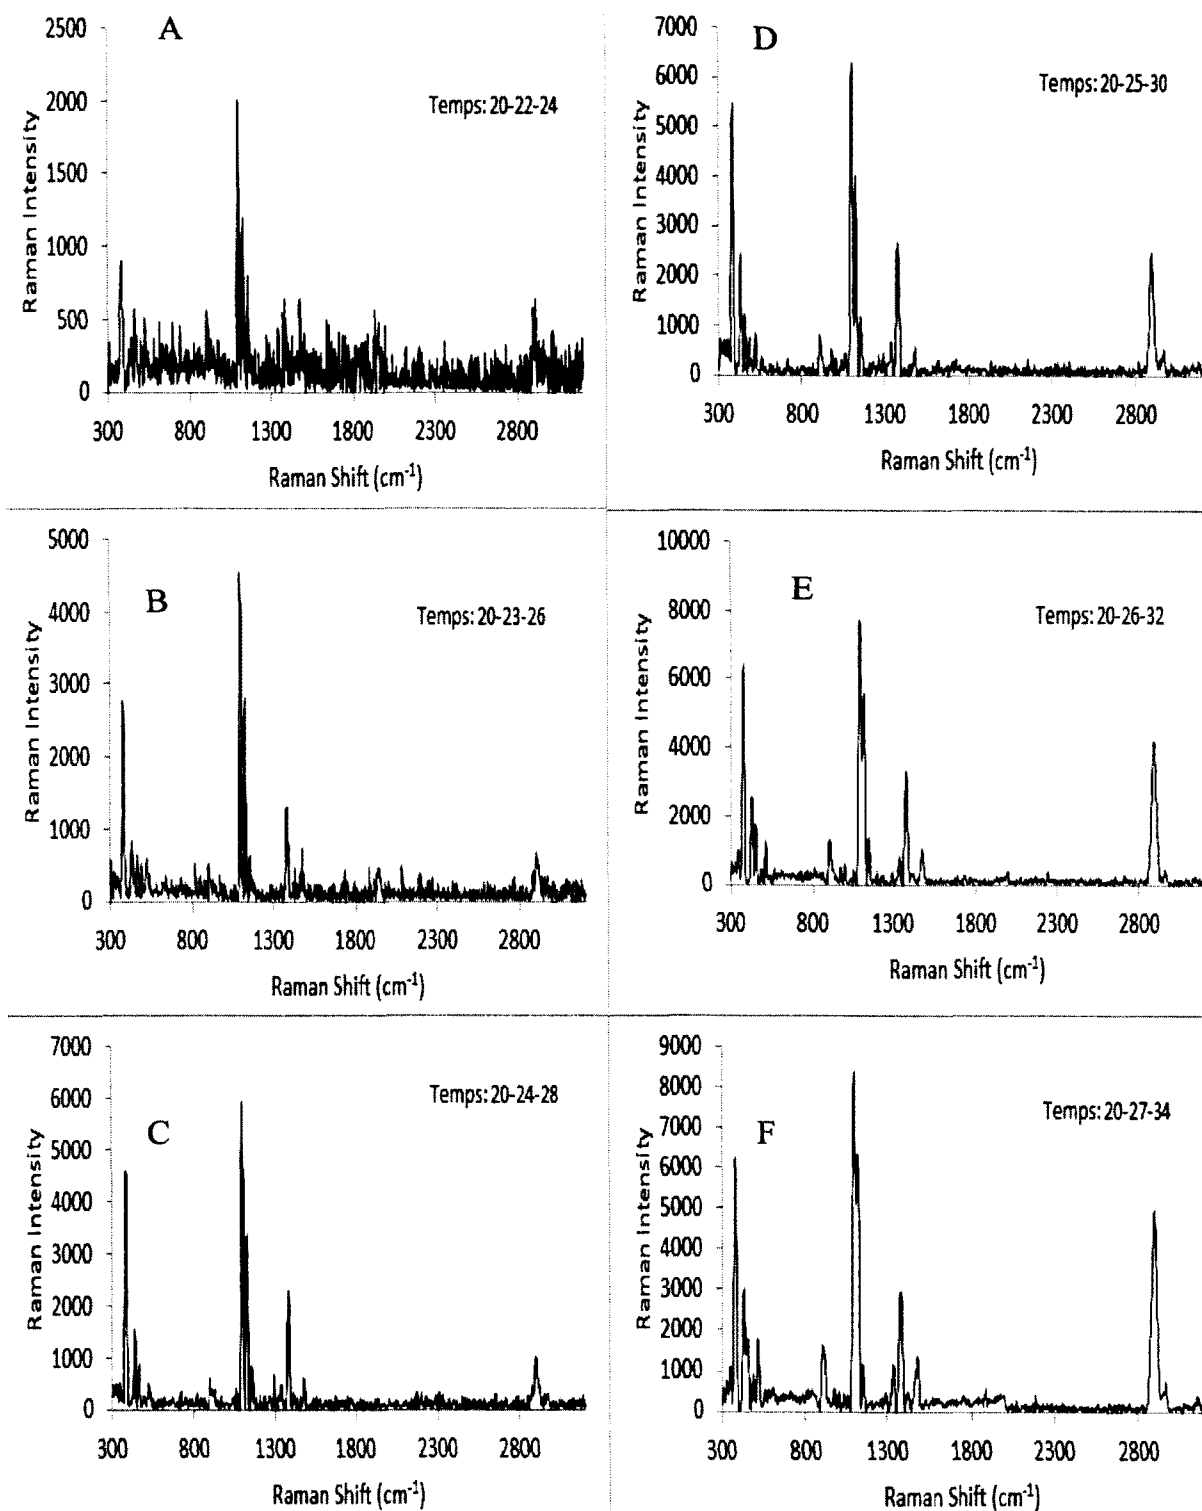 A
Temps: 20-22-24
Raman Intensity
2500
2000
1500
1000
500
0
300 800 1300 1800 2300 2800
Raman Shift (cm-1)
B
Temps: 20-23-26
Raman Intensity
5000
4000
3000
2000
1000
0
300 800 1300 1800 2300 2800
Raman Shift (cm-1)
C
Temps: 20-24-28
Raman Intensity
7000
6000
5000
4000
3000
2000
1000
0
300 800 1300 1800 2300 2800
Raman Shift (cm-1)
D
Temps: 20-25-30
Raman Intensity
7000
6000
5000
4000
3000
2000
1000
0
300 800 1300 1800 2300 2800
Raman Shift (cm-1)
E
Temps: 20-26-32
Raman Intensity
10000
8000
6000
4000
2000
0
300 800 1300 1800 2300 2800
Raman Shift (cm-1)
F
Temps: 20-27-34
Raman Intensity
9000
8000
7000
6000
5000
4000
3000
2000
1000
0
300 800 1300 1800 2300 2800
Raman Shift (cm-1)